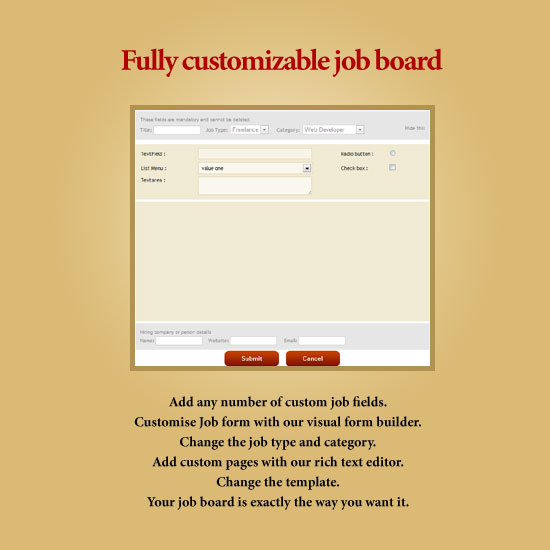 Fully customizable job board
These fields are mandatory and cannot be deleted.
Title: Job Type: Freelance Category: Web Developer Hide this
TextField : Radio button :
List Menu : value one Check box :
Textarea :
Hiring company or person details
Name: Website: Email:
Submit Cancel
Add any number of custom job fields.
Customise Job form with our visual form builder.
Change the job type and category.
Add custom pages with our rich text editor.
Change the template.
Your job board is exactly the way you want it.